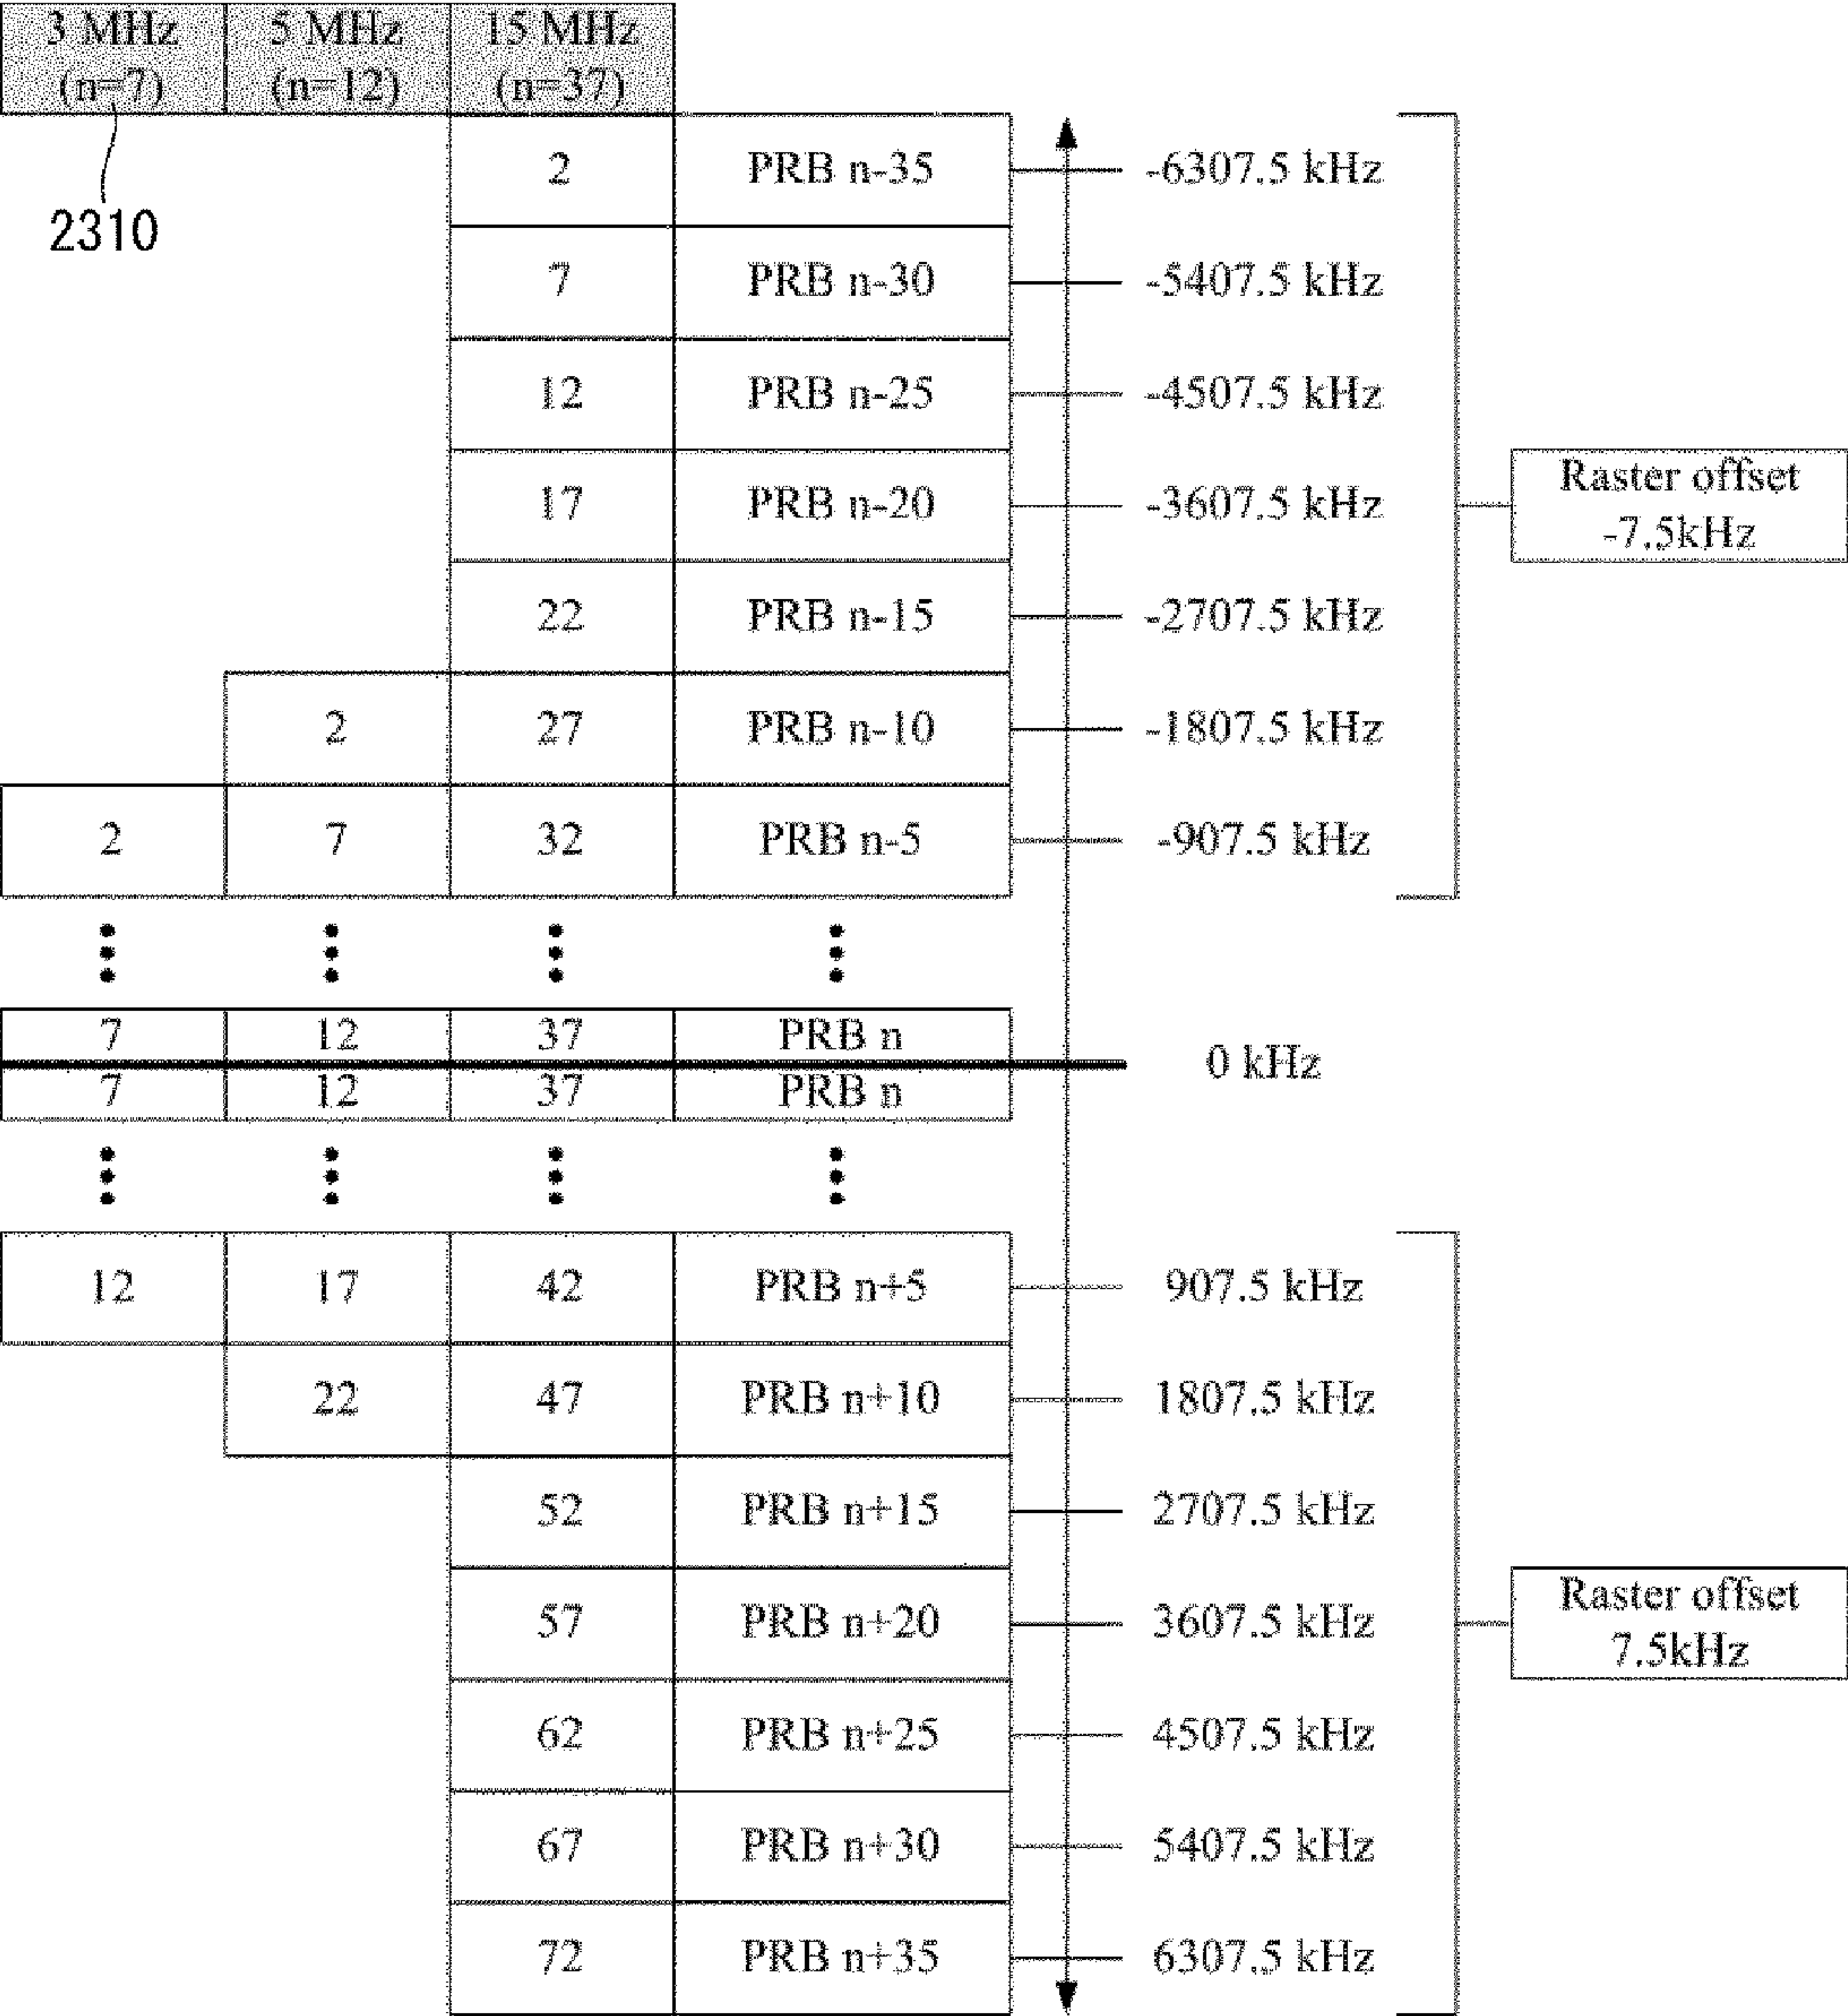 3 MHz 5 MHz 15 MHz
(n=7) (n=12) (n=37)
2 PRB n-35 -6307.5 kHz
2310
7 PRB n-30 -5407.5 kHz
12 PRB n-25 -4507.5 kHz
17 PRB n-20 -3607.5 kHz
Raster offset
-7.5kHz
22 PRB n-15 -2707.5 kHz
2 27 PRB n-10 -1807.5 kHz
2 7 32 PRB n-5 -907.5 kHz
7 12 37 PRB n
0 kHz
7 12 37 PRB n
12 17 42 PRB n+5 907.5 kHz
22 47 PRB n+10 1807.5 kHz
52 PRB n+15 2707.5 kHz
57 PRB n+20 3607.5 kHz
Raster offset
7.5kHz
62 PRB n+25 4507.5 kHz
67 PRB n+30 5407.5 kHz
72 PRB n+35 6307.5 kHz